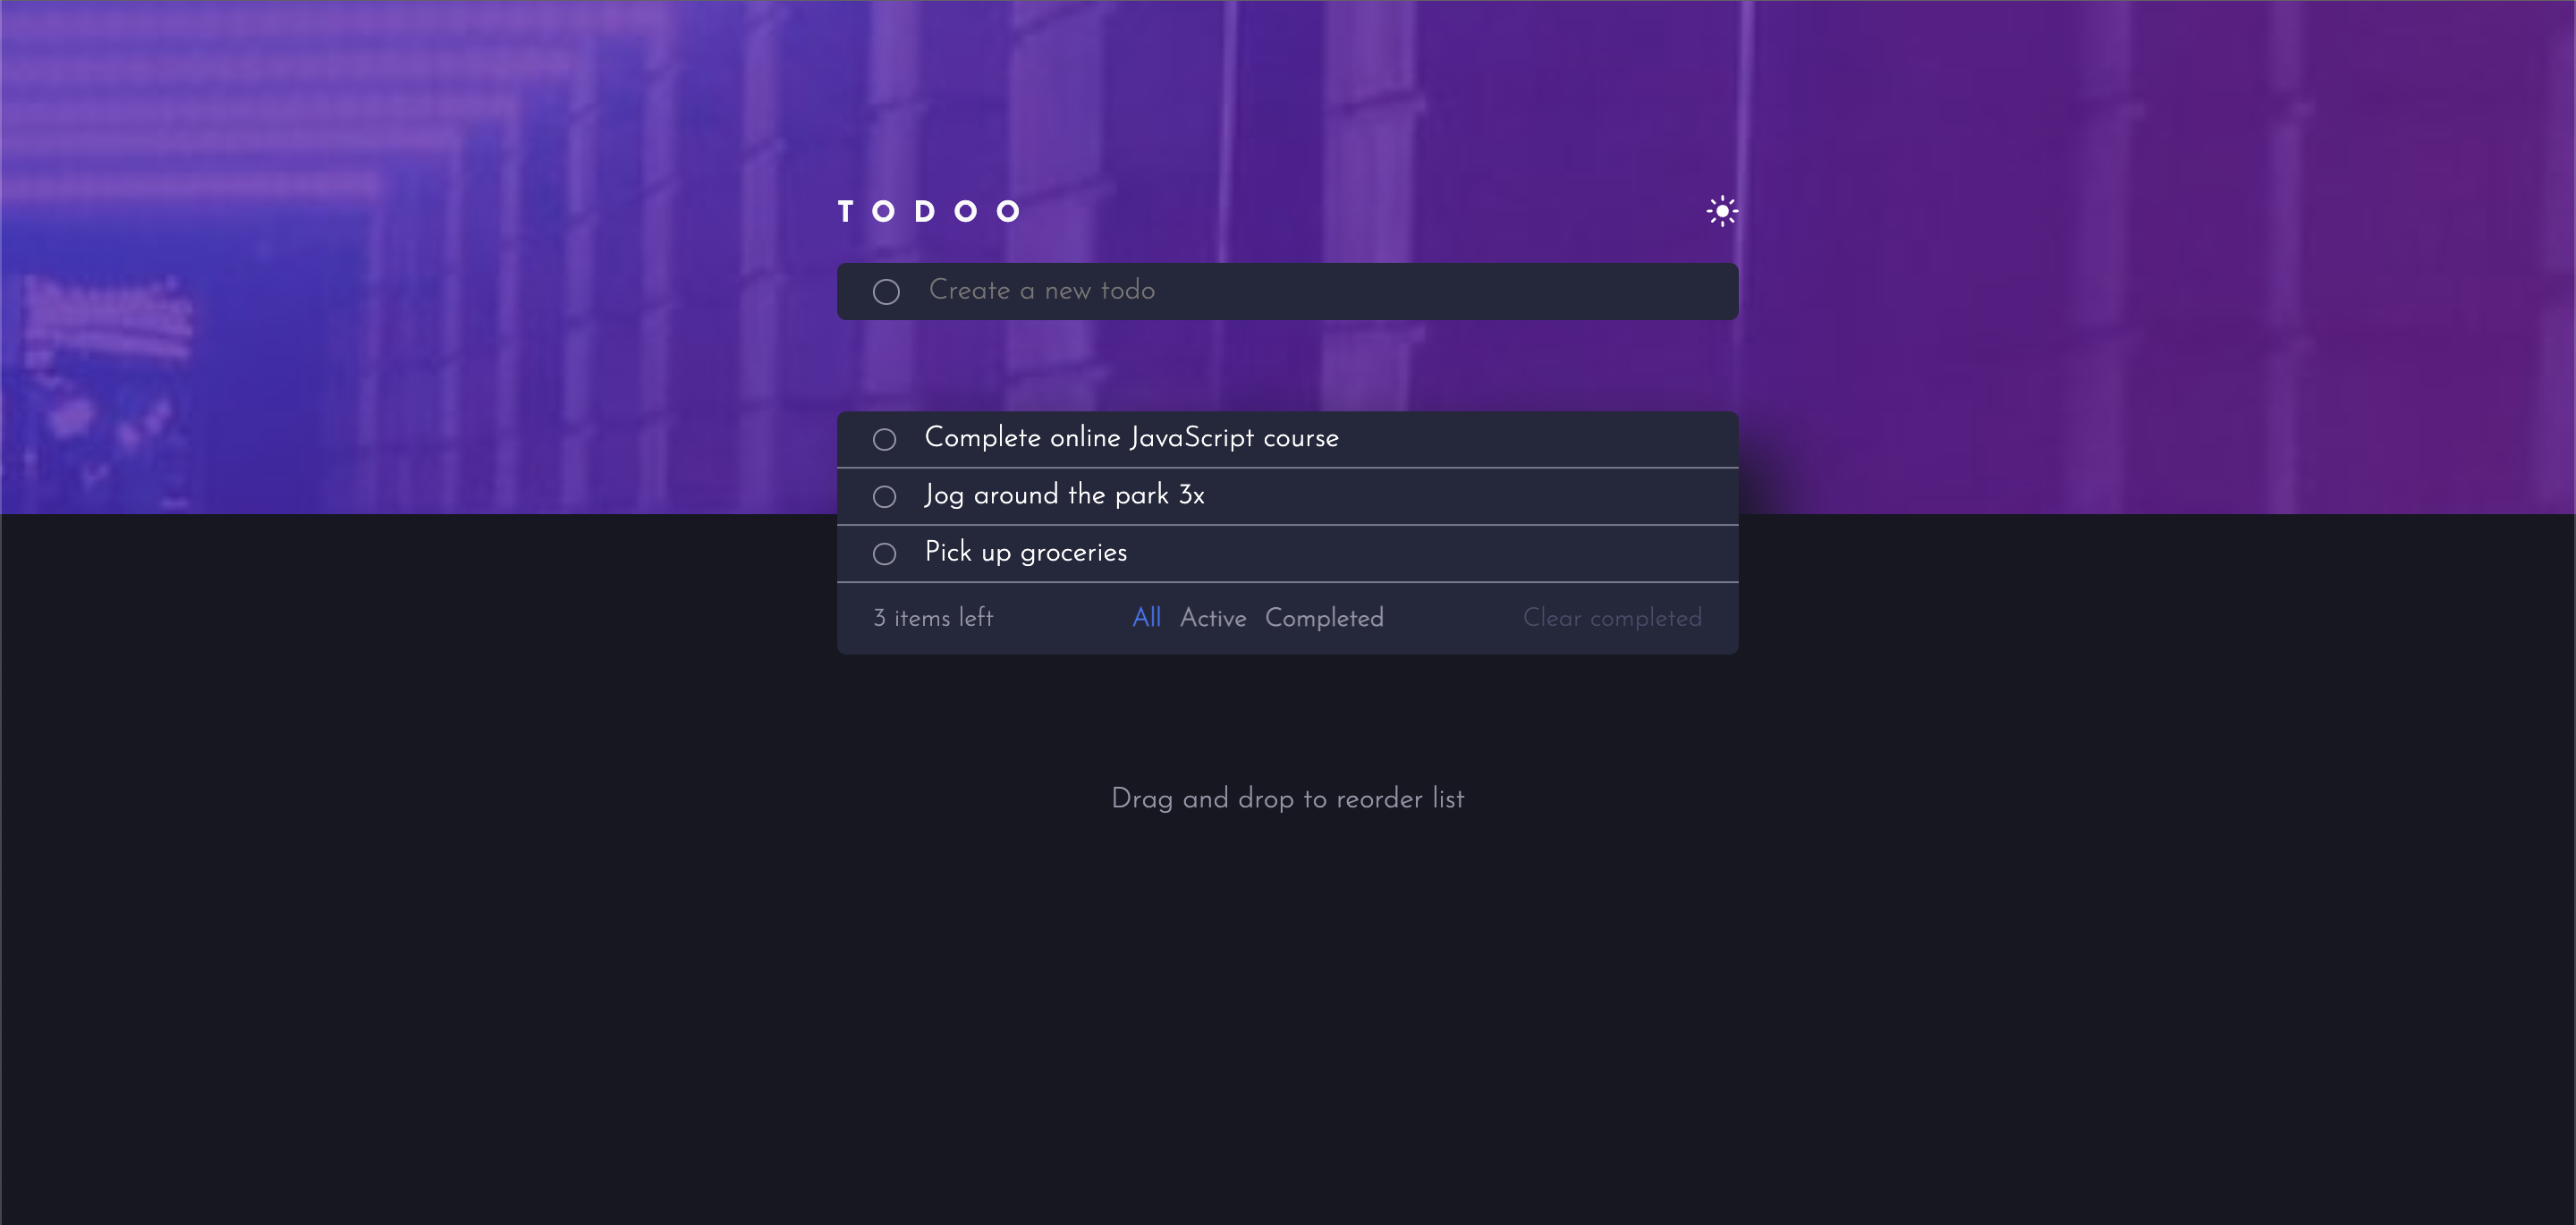 TODOO
Create a new todo
Complete online JavaScript course
Jog around the park 3x
Pick up groceries
3 items left All Active Completed Clear completed
Drag and drop to reorder list